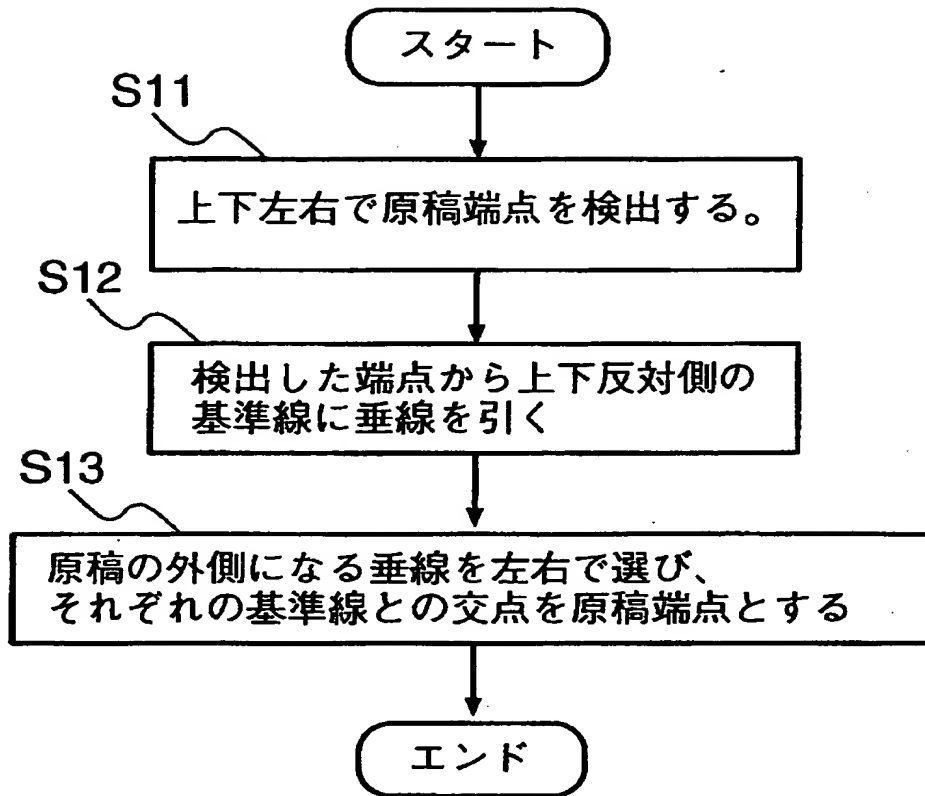 スタート
S11
上下左右で原稿端点を検出する。
S12
検出した端点から上下反対側の
基準線に垂線を引く
S13
原稿の外側になる垂線を左右で選び、
それぞれの基準線との交点を原稿端点とする
エンド